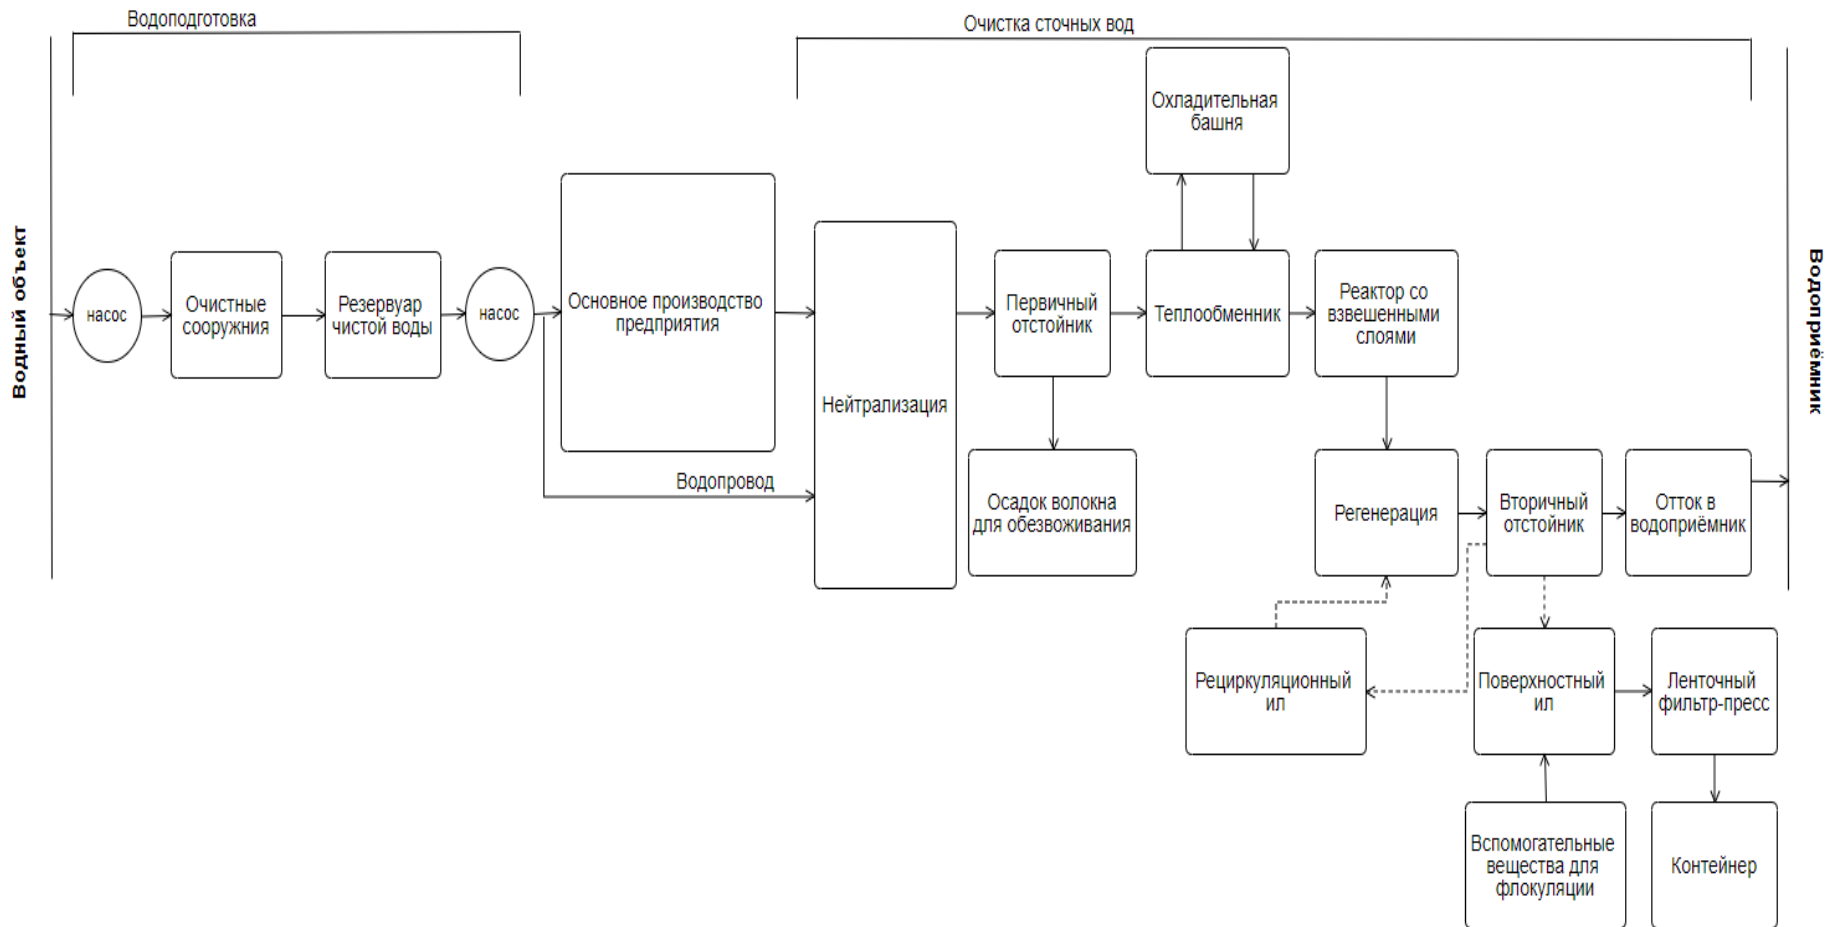 Водоподготовка
Очистка сточных вод
Водный объект
насос
Очистные
сооружния
Резервуар
чистой воды
насос
Основное производство
предприятия
Водопровод
Нейтрализация
Первичный
отстойник
Осадок волокна
для обезвоживания
Охладительная
башня
Теплообменник
Реактор со
взвешенными
слоями
Регенерация
Вторичный
отстойник
Отток в
водоприёмник
Водоприёмник
Рециркуляционный
ил
Поверхностный
ил
Ленточный
фильтр-пресс
Вспомогательные
вещества для
флокуляции
Контейнер